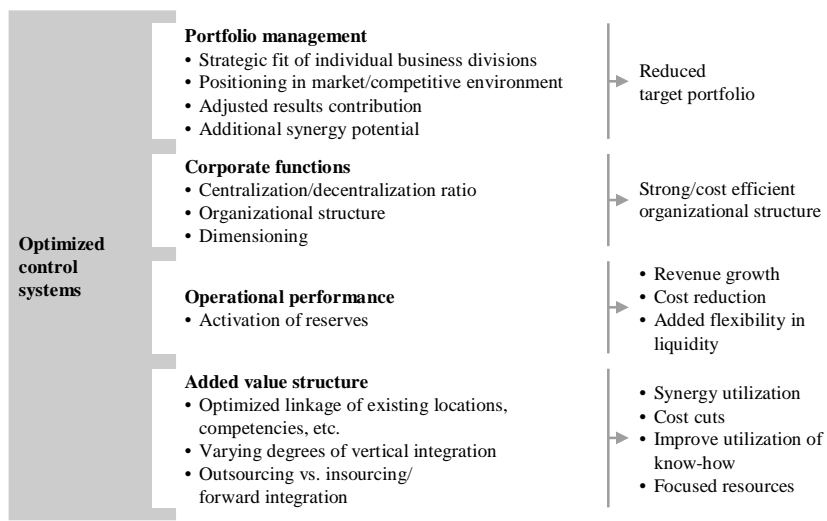 Optimized
control
systems
Portfolio management
• Strategic fit of individual business divisions
• Positioning in market/competitive environment
• Adjusted results contribution
• Additional synergy potential
Reduced
target portfolio
Corporate functions
• Centralization/decentralization ratio
• Organizational structure
• Dimensioning
Strong/cost efficient
organizational structure
Operational performance
• Activation of reserves
• Revenue growth
• Cost reduction
• Added flexibility in
liquidity
Added value structure
• Optimized linkage of existing locations,
competencies, etc.
• Varying degrees of vertical integration
• Outsourcing vs. insourcing/
forward integration
• Synergy utilization
• Cost cuts
• Improve utilization of
know-how
• Focused resources